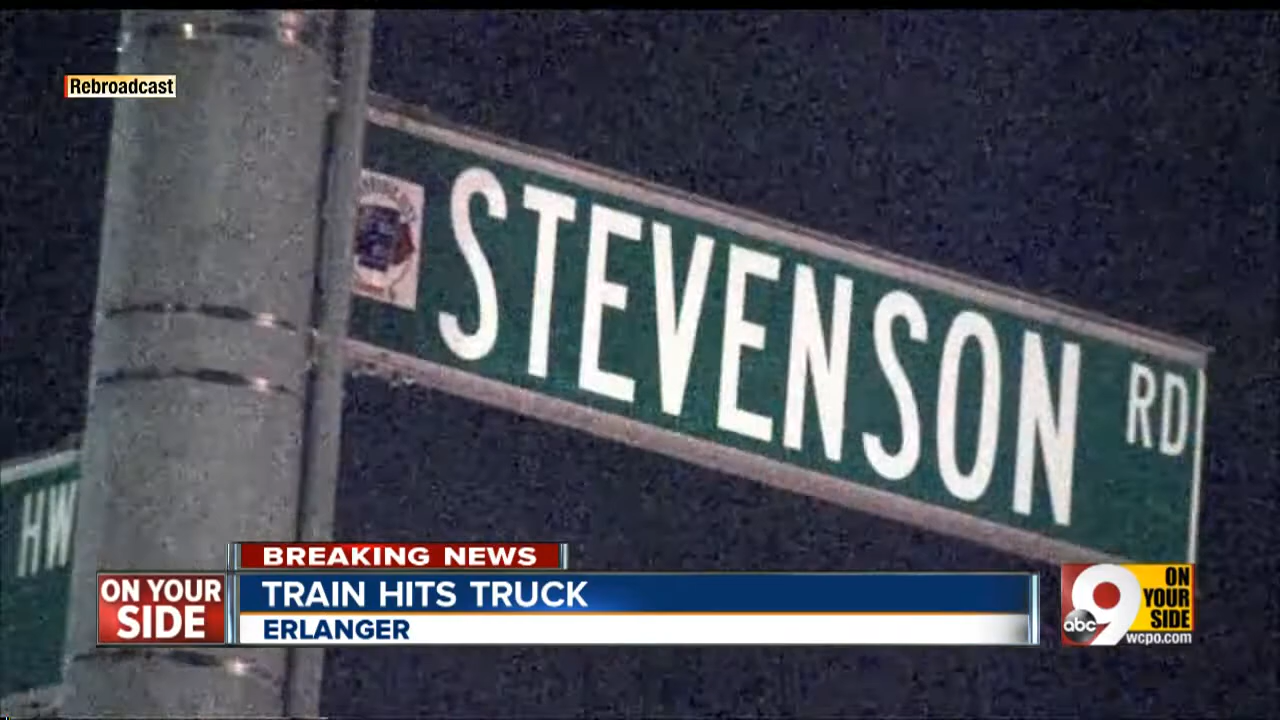 Rebroadcast
STEVENSON RD
HW
BREAKING NEWS
ON YOUR SIDE
TRAIN HITS TRUCK
ERLANGER
abc 9
ON YOUR SIDE
wcpo.com